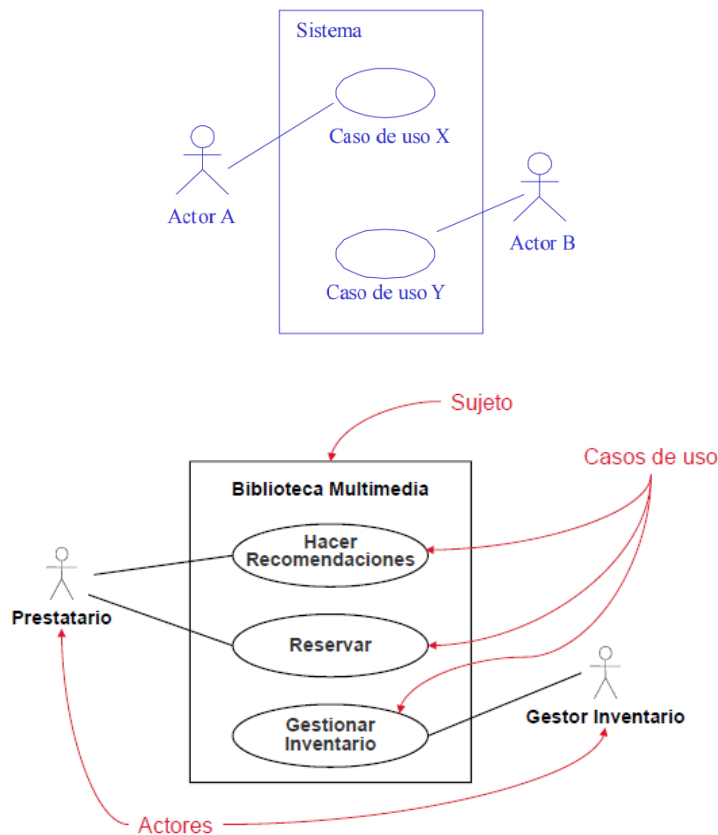 Sistema
Caso de uso X
Actor A
Actor B
Caso de uso Y
Sujeto
Casos de uso
Biblioteca Multimedia
Hacer
Recomendaciones
Prestatario
Reservar
Gestor Inventario
Gestionar
Inventario
Actores